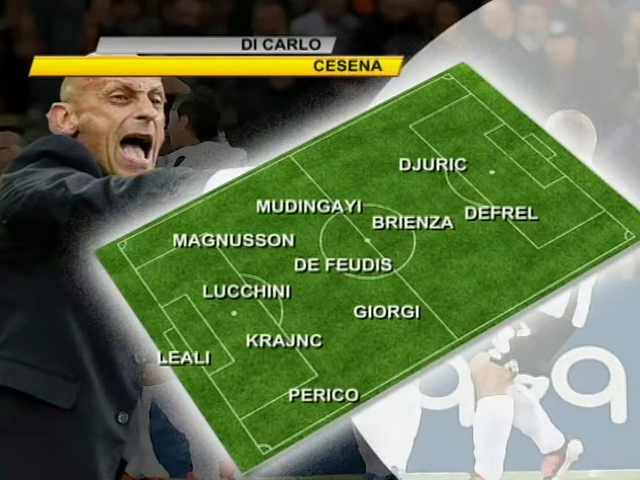 DI CARLO
CESENA
DJURIC
MUDINGAYI
DEFREL
BRIENZA
MAGNUSSON
DE FEUDIS
LUCCHINI
GIORGI
KRAJNC
LEALI
PERICO